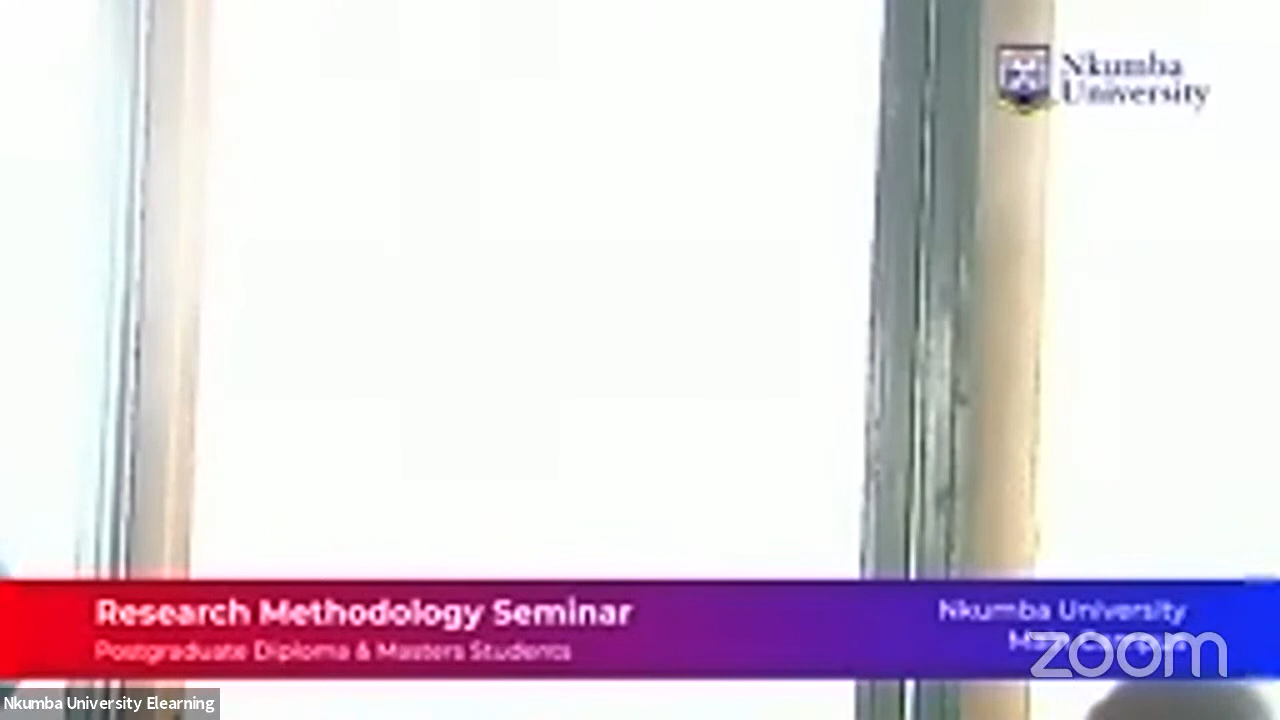 Nkumba
University
Research Methodology Seminar
Postgraduate Diploma & Masters Students
Nkumba University
zoom
Nkumba University Elearning